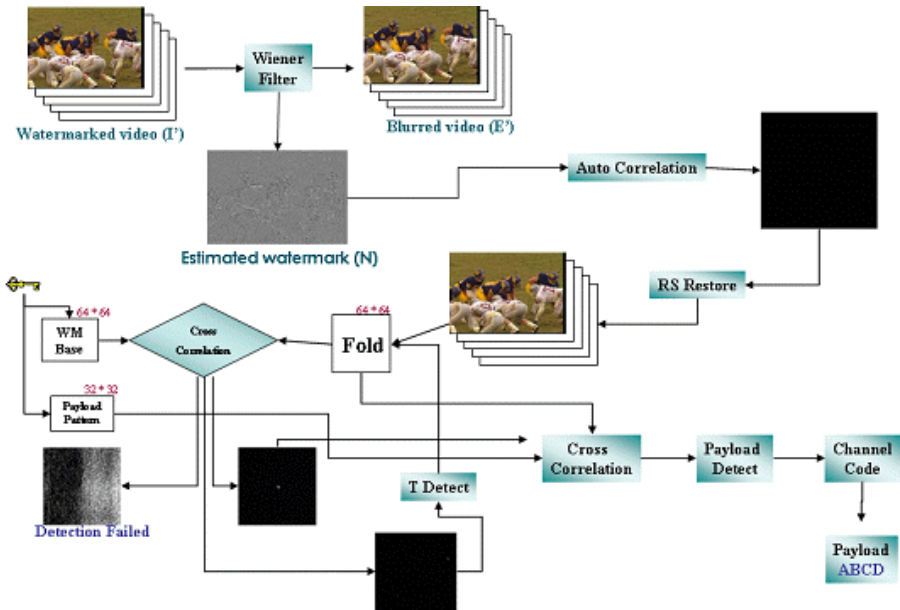 Wiener
Filter
Watermarked video (I')
Blurred video (E')
Auto Correlation
Estimated watermark (N)
RS Restore
64 * 64
WM
Base
Cross
Correlation
64 * 64
Fold
32 * 32
Payload
Pattern
Cross
Correlation
Payload
Detect
Channel
Code
T Detect
Detection Failed
Payload
ABCD